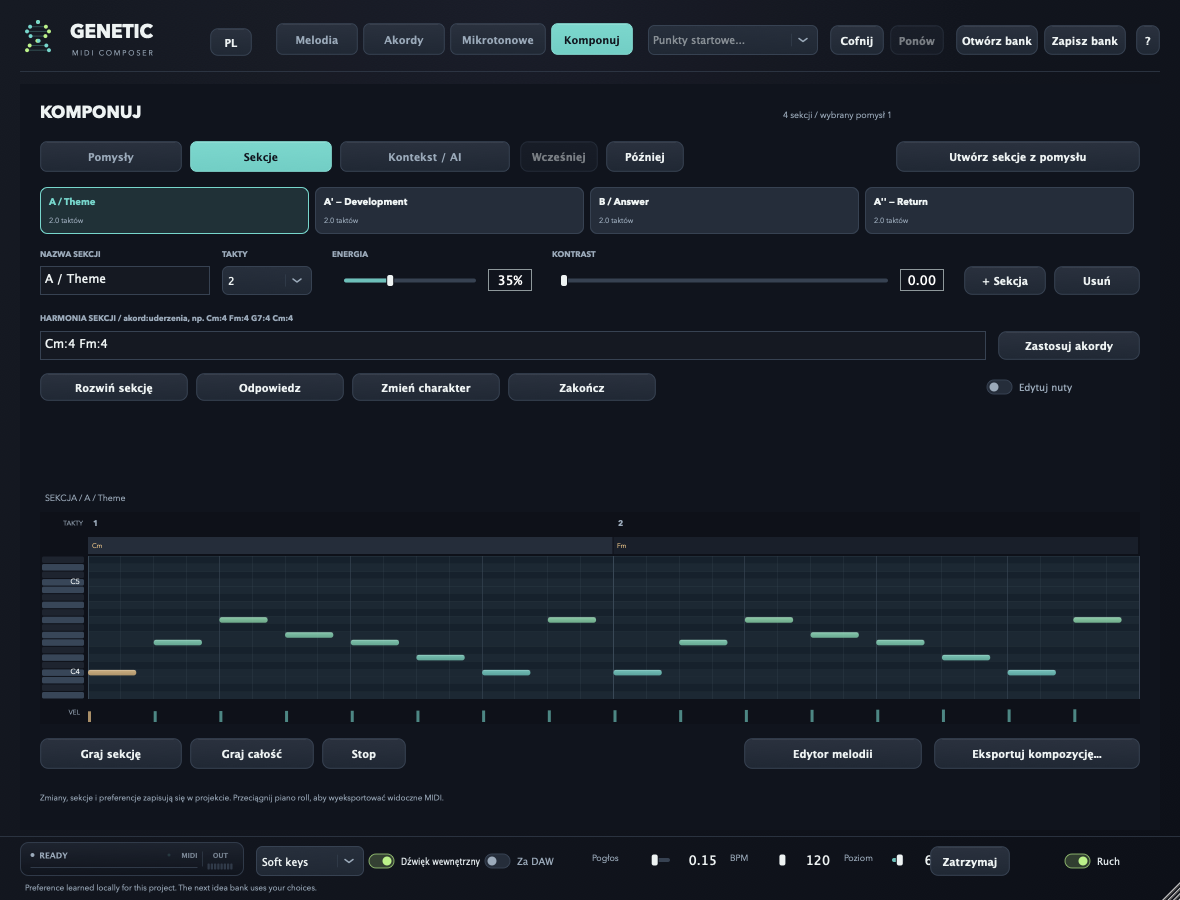 GENETIC
MIDI COMPOSER
PL
Melodia
Akordy
Mikrotonowe
Komponuj
Punkty startowe...
Cofnij
Ponów
Otwórz bank
Zapisz bank
?
KOMPONUJ
4 sekcji / wybrany pomysł 1
Pomysły
Sekcje
Kontekst / AI
Wcześniej
Później
Utwórz sekcje z pomysłu
A / Theme
2.0 taktów
A' – Development
2.0 taktów
B / Answer
2.0 taktów
A'' – Return
2.0 taktów
NAZWA SEKCJI
TAKTY
ENERGIA
KONTRAST
A / Theme
2
35%
0.00
+ Sekcja
Usuń
HARMONIA SEKCJI / akord:uderzenia, np. Cm:4 Fm:4 G7:4 Cm:4
Cm:4 Fm:4
Zastosuj akordy
Rozwiń sekcję
Odpowiedz
Zmień charakter
Zakończ
Edytuj nuty
SEKCJA / A / Theme
TAKTY
1
2
Cm
Fm
C5
C4
VEL
Graj sekcję
Graj całość
Stop
Edytor melodii
Eksportuj kompozycję...
Zmiany, sekcje i preferencje zapisują się w projekcie. Przeciągnij piano roll, aby wyeksportować widoczne MIDI.
READY
MIDI
OUT
Soft keys
Dźwięk wewnętrzny
Za DAW
Pogłos
0.15
BPM
120
Poziom
Zatrzymaj
Ruch
Preference learned locally for this project. The next idea bank uses your choices.